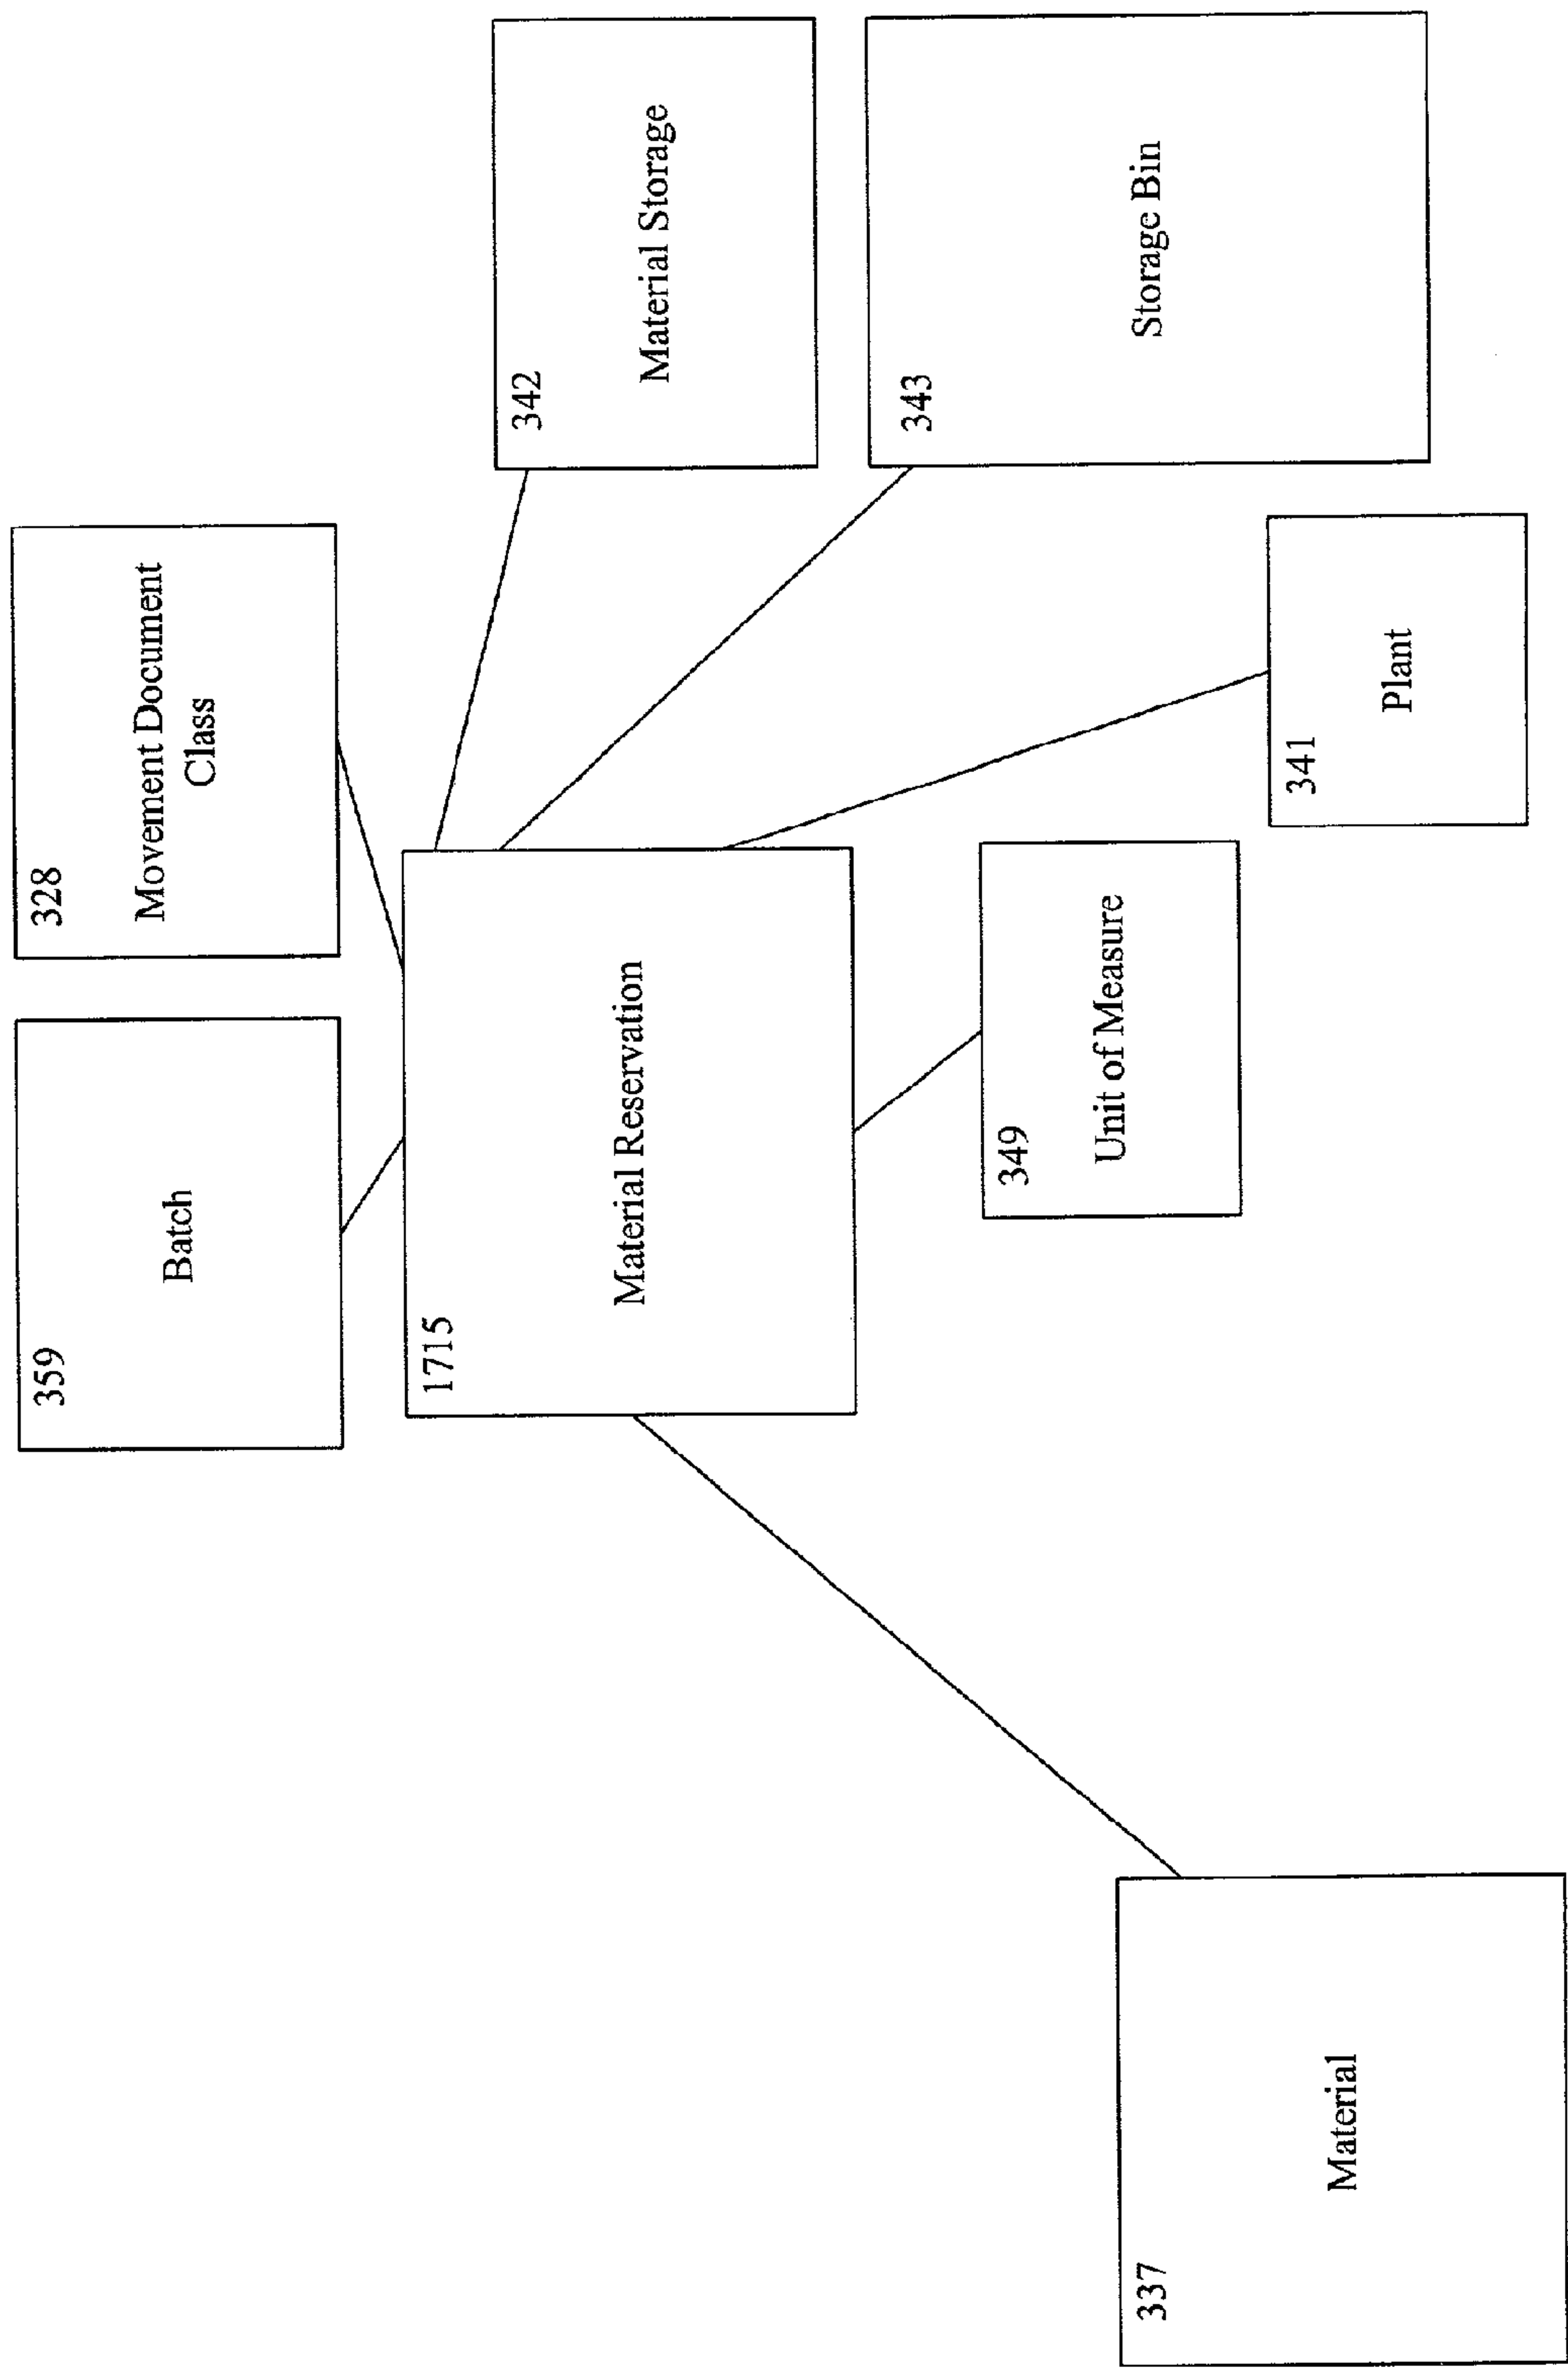 359
Batch
328
Movement Document
Class
1715
Material Reservation
342
Material Storage
343
Storage Bin
349
Unit of Measure
341
Plant
337
Material